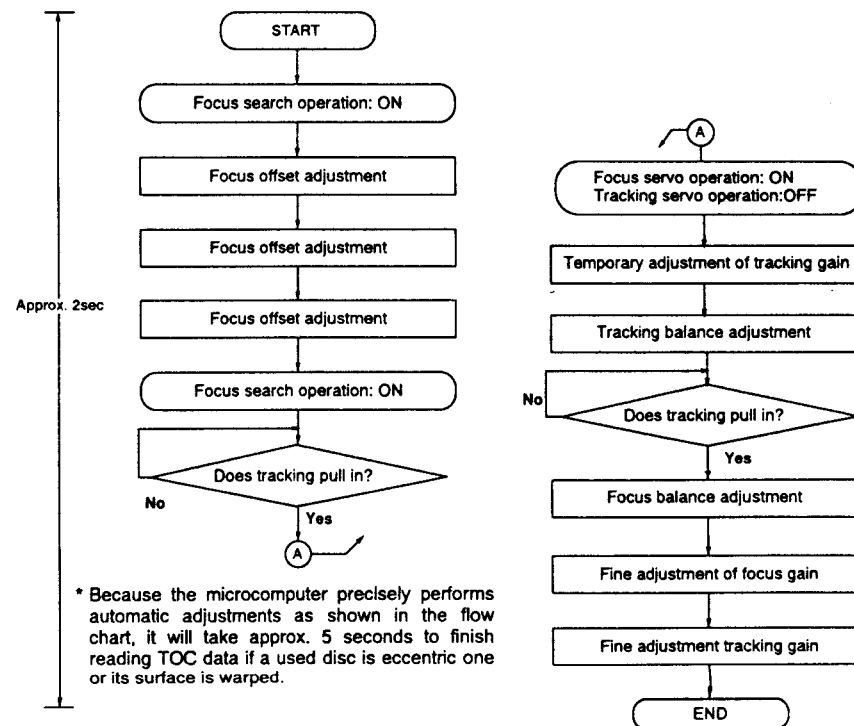 START
Focus search operation: ON
Focus offset adjustment
Focus offset adjustment
Approx. 2sec
Focus offset adjustment
Focus search operation: ON
Does tracking pull in?
No
Yes
A
* Because the microcomputer precisely performs
automatic adjustments as shown in the flow
chart, it will take approx. 5 seconds to finish
reading TOC data if a used disc is eccentric one
or its surface is warped.
A
Focus servo operation: ON
Tracking servo operation:OFF
Temporary adjustment of tracking gain
Tracking balance adjustment
No
Does tracking pull in?
Yes
Focus balance adjustment
Fine adjustment of focus gain
Fine adjustment tracking gain
END